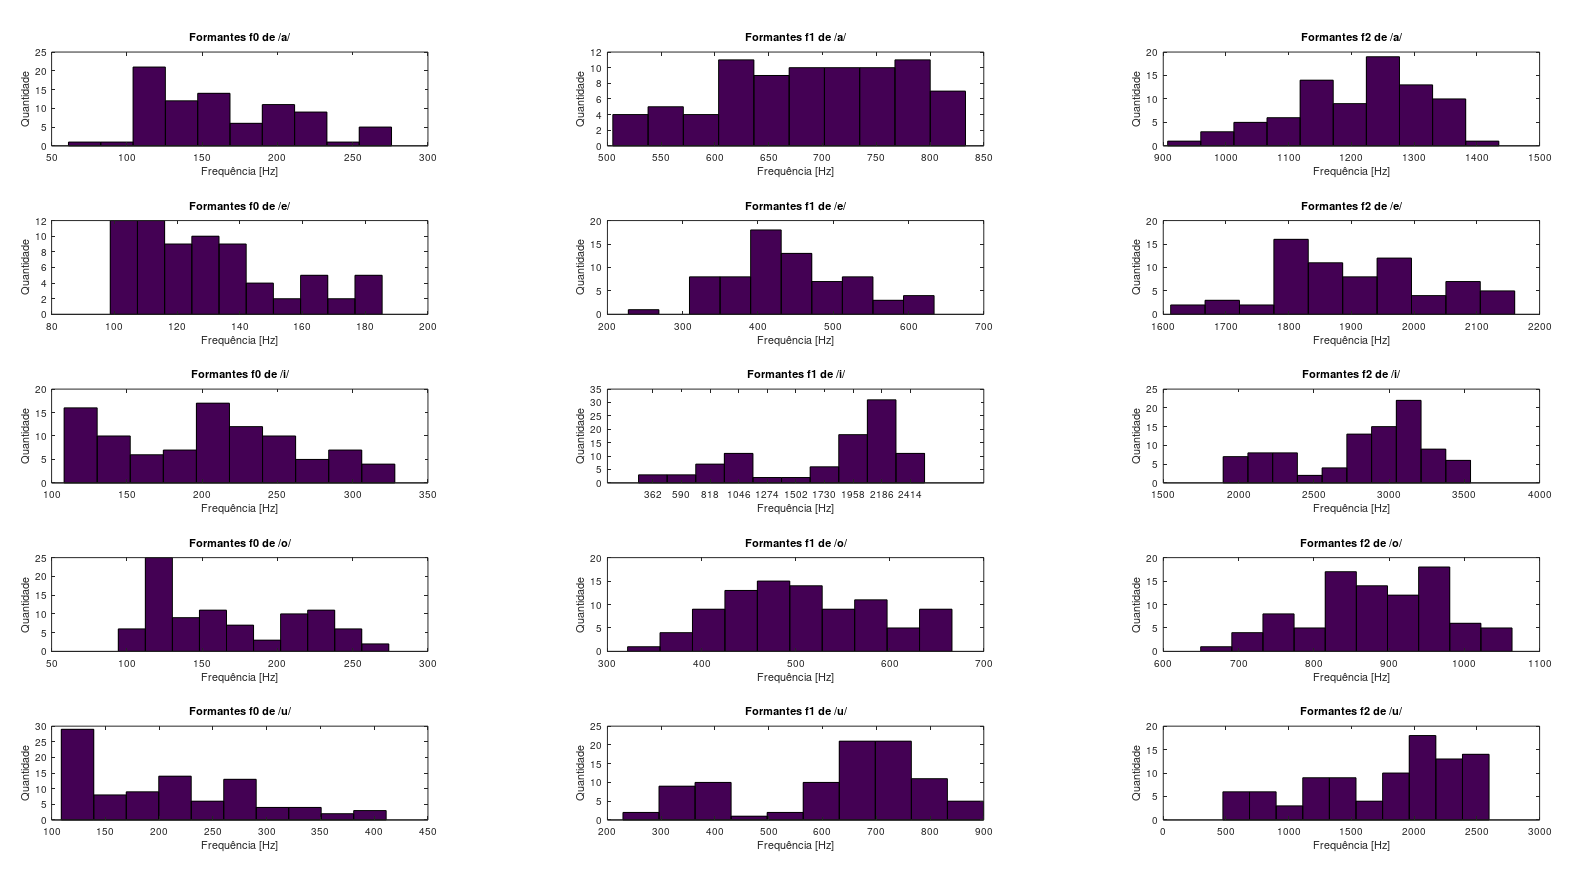 Formantes f0 de /a/
25
20
15
10
5
0
Quantidade
50 100 150 200 250 300
Frequência [Hz]
Formantes f1 de /a/
12
10
8
6
4
2
0
Quantidade
500 550 600 650 700 750 800 850
Frequência [Hz]
Formantes f2 de /a/
20
15
10
5
0
Quantidade
900 1000 1100 1200 1300 1400 1500
Frequência [Hz]
Formantes f0 de /e/
12
10
8
6
4
2
0
Quantidade
80 100 120 140 160 180 200
Frequência [Hz]
Formantes f1 de /e/
20
15
10
5
0
Quantidade
200 300 400 500 600 700
Frequência [Hz]
Formantes f2 de /e/
20
15
10
5
0
Quantidade
1600 1700 1800 1900 2000 2100 2200
Frequência [Hz]
Formantes f0 de /i/
20
15
10
5
0
Quantidade
100 150 200 250 300 350
Frequência [Hz]
Formantes f1 de /i/
35
30
25
20
15
10
5
0
Quantidade
362 590 818 1046 1274 1502 1730 1958 2186 2414
Frequência [Hz]
Formantes f2 de /i/
25
20
15
10
5
0
Quantidade
1500 2000 2500 3000 3500 4000
Frequência [Hz]
Formantes f0 de /o/
25
20
15
10
5
0
Quantidade
50 100 150 200 250 300
Frequência [Hz]
Formantes f1 de /o/
20
15
10
5
0
Quantidade
300 400 500 600 700
Frequência [Hz]
Formantes f2 de /o/
20
15
10
5
0
Quantidade
600 700 800 900 1000 1100
Frequência [Hz]
Formantes f0 de /u/
30
25
20
15
10
5
0
Quantidade
100 150 200 250 300 350 400 450
Frequência [Hz]
Formantes f1 de /u/
25
20
15
10
5
0
Quantidade
200 300 400 500 600 700 800 900
Frequência [Hz]
Formantes f2 de /u/
20
15
10
5
0
Quantidade
0 500 1000 1500 2000 2500 3000
Frequência [Hz]